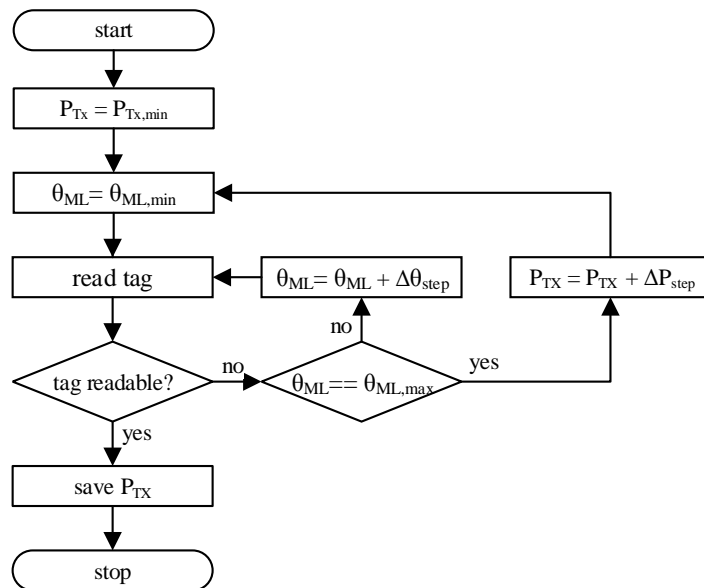 start
P_Tx = P_Tx,min
θ_ML= θ_ML,min
read tag
θ_ML= θ_ML + Δθ_step
P_TX = P_TX + ΔP_step
no
tag readable?
no
θ_ML== θ_ML,max
yes
yes
save P_TX
stop